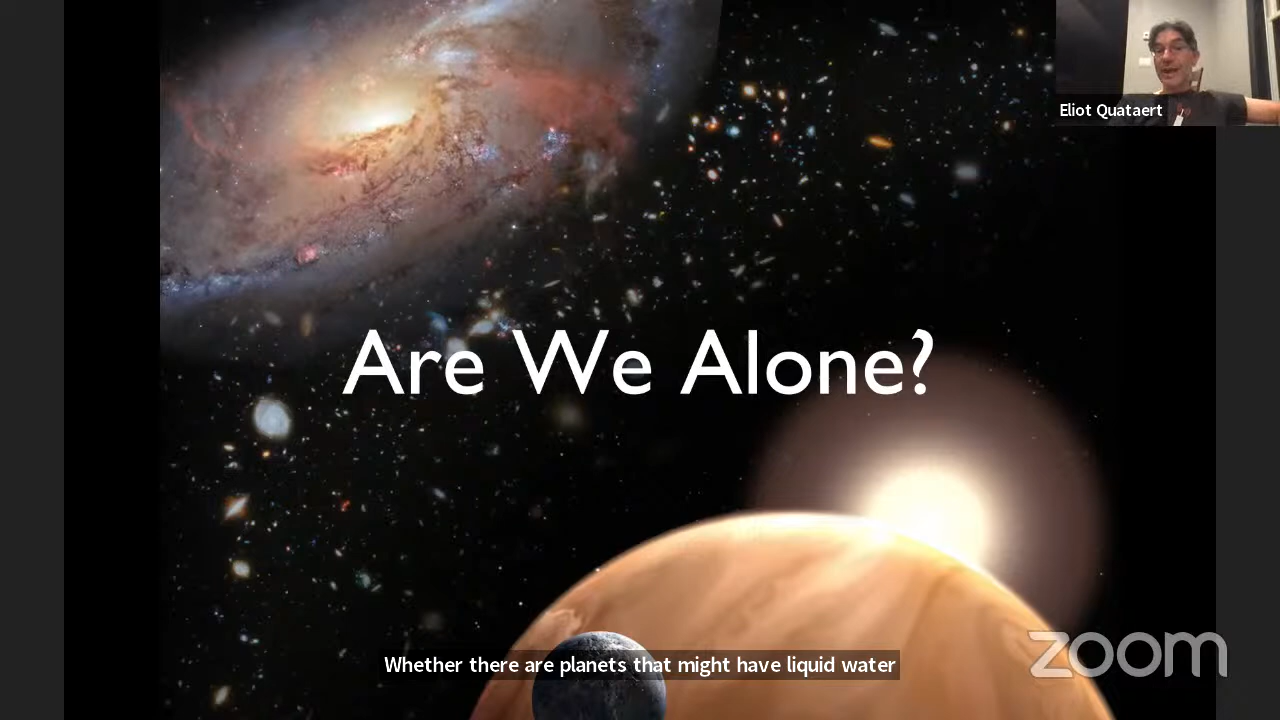 Eliot Quataert
Are We Alone?
Whether there are planets that might have liquid water
zoom